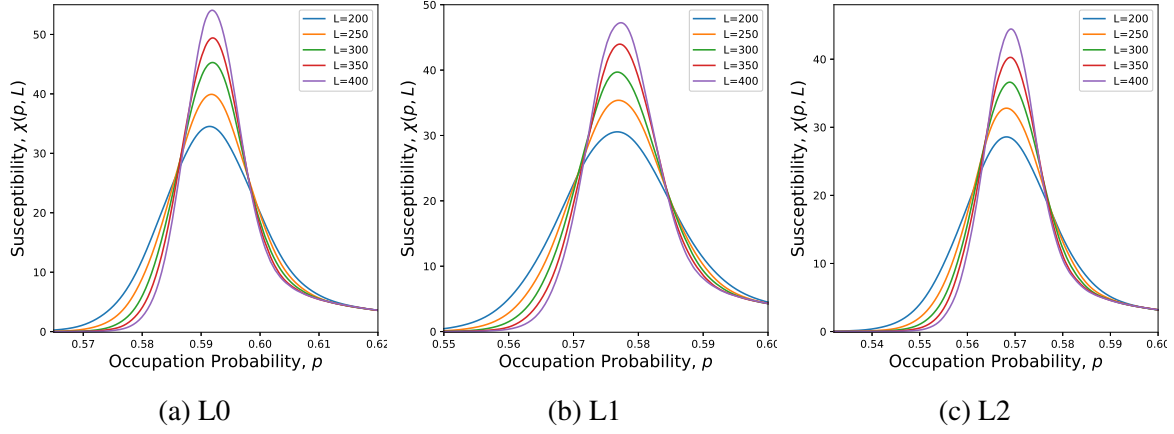 Susceptibility, χ(p, L)
50
40
30
20
10
0
0.57
0.58
0.59
0.60
0.61
0.62
Occupation Probability, p
L=200
L=250
L=300
L=350
L=400
(a) L0
Susceptibility, χ(p, L)
50
40
30
20
10
0
0.55
0.56
0.57
0.58
0.59
0.60
Occupation Probability, p
L=200
L=250
L=300
L=350
L=400
(b) L1
Susceptibility, χ(p, L)
40
30
20
10
0
0.54
0.55
0.56
0.57
0.58
0.59
0.60
Occupation Probability, p
L=200
L=250
L=300
L=350
L=400
(c) L2